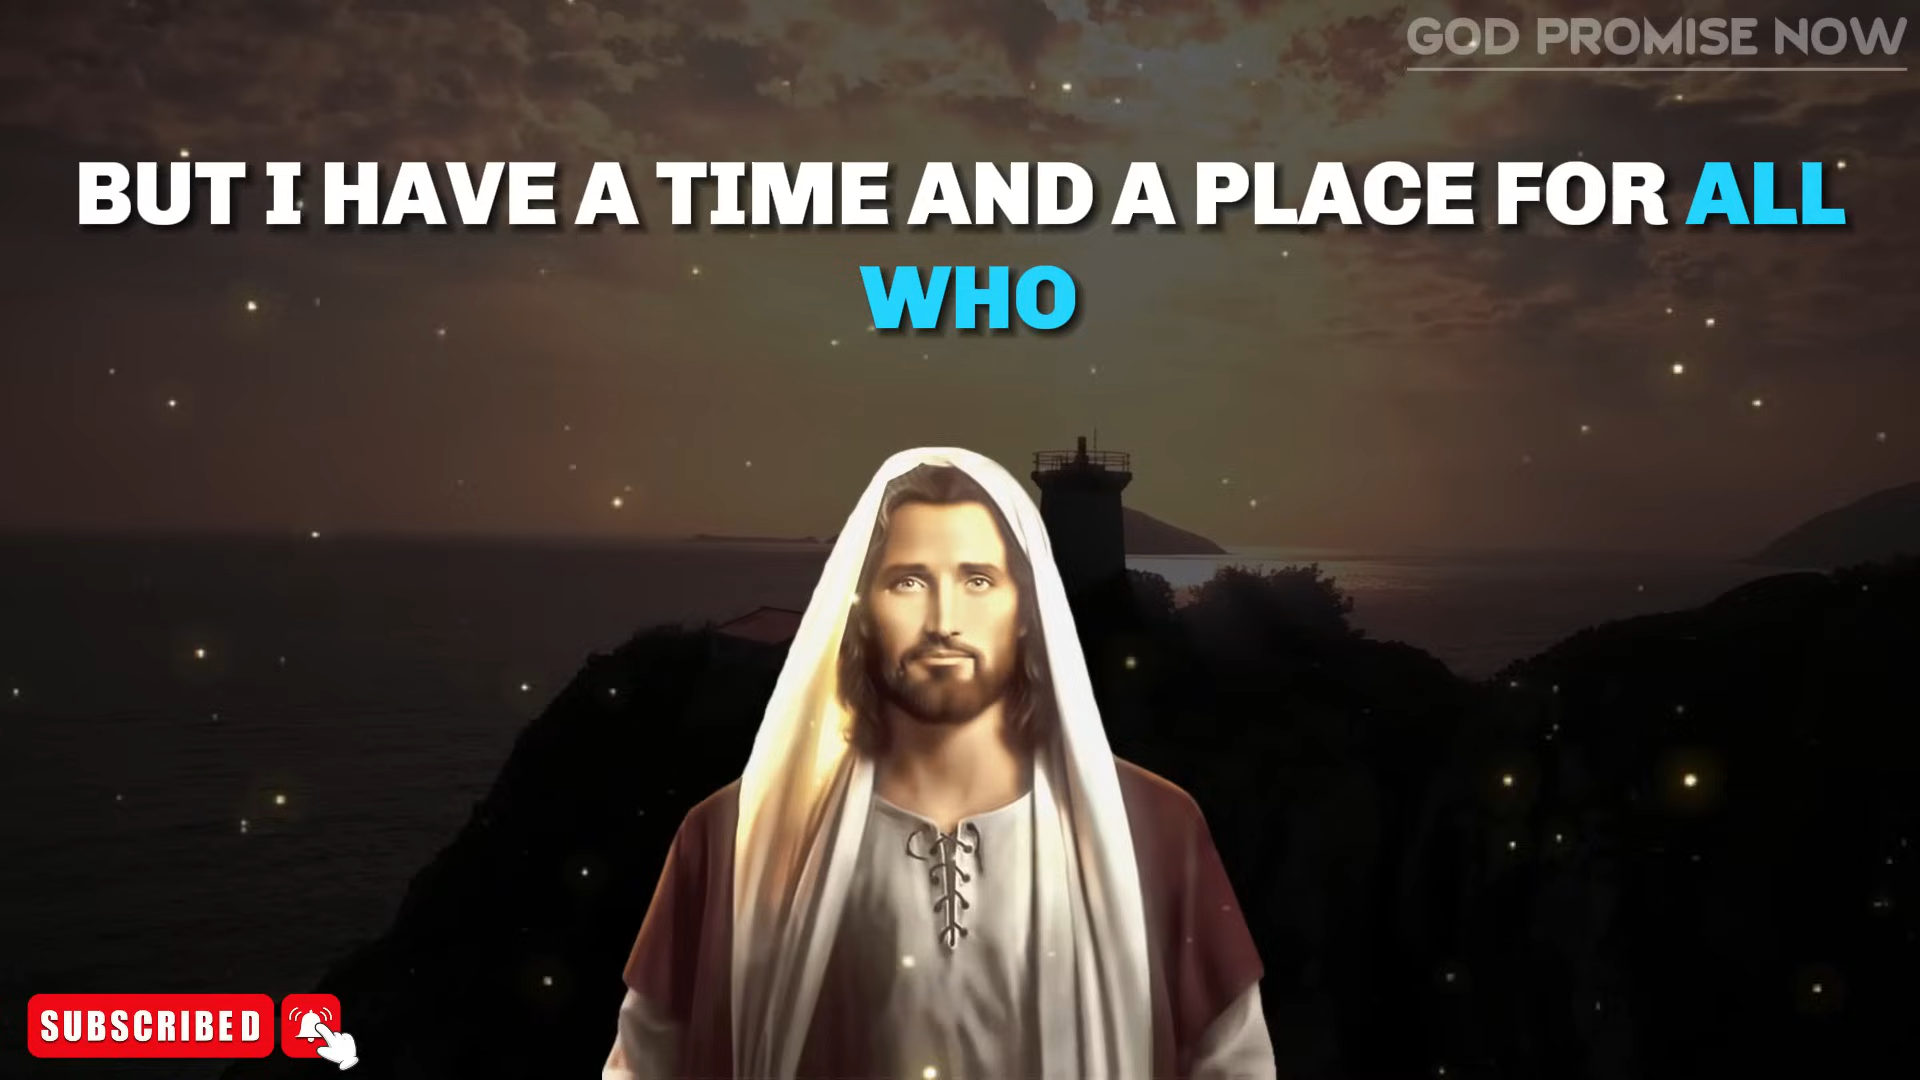 GOD PROMISE NOW
BUT I HAVE A TIME AND A PLACE FOR ALL
WHO
SUBSCRIBED